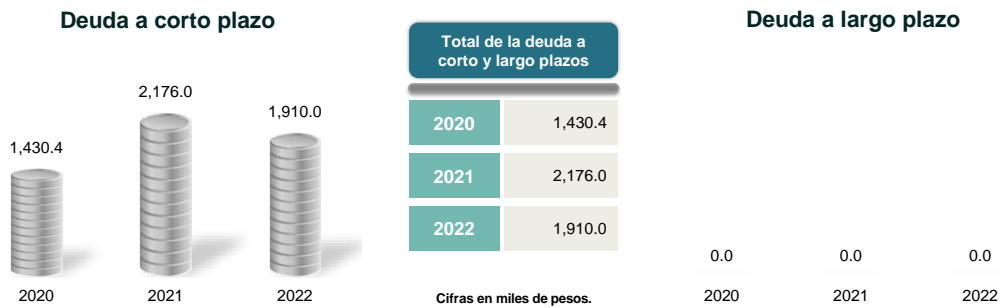 Deuda a corto plazo
2,176.0
1,910.0
1,430.4
2020 2021 2022
Total de la deuda a
corto y largo plazos
2020 1,430.4
2021 2,176.0
2022 1,910.0
Cifras en miles de pesos.
Deuda a largo plazo
0.0 0.0 0.0
2020 2021 2022